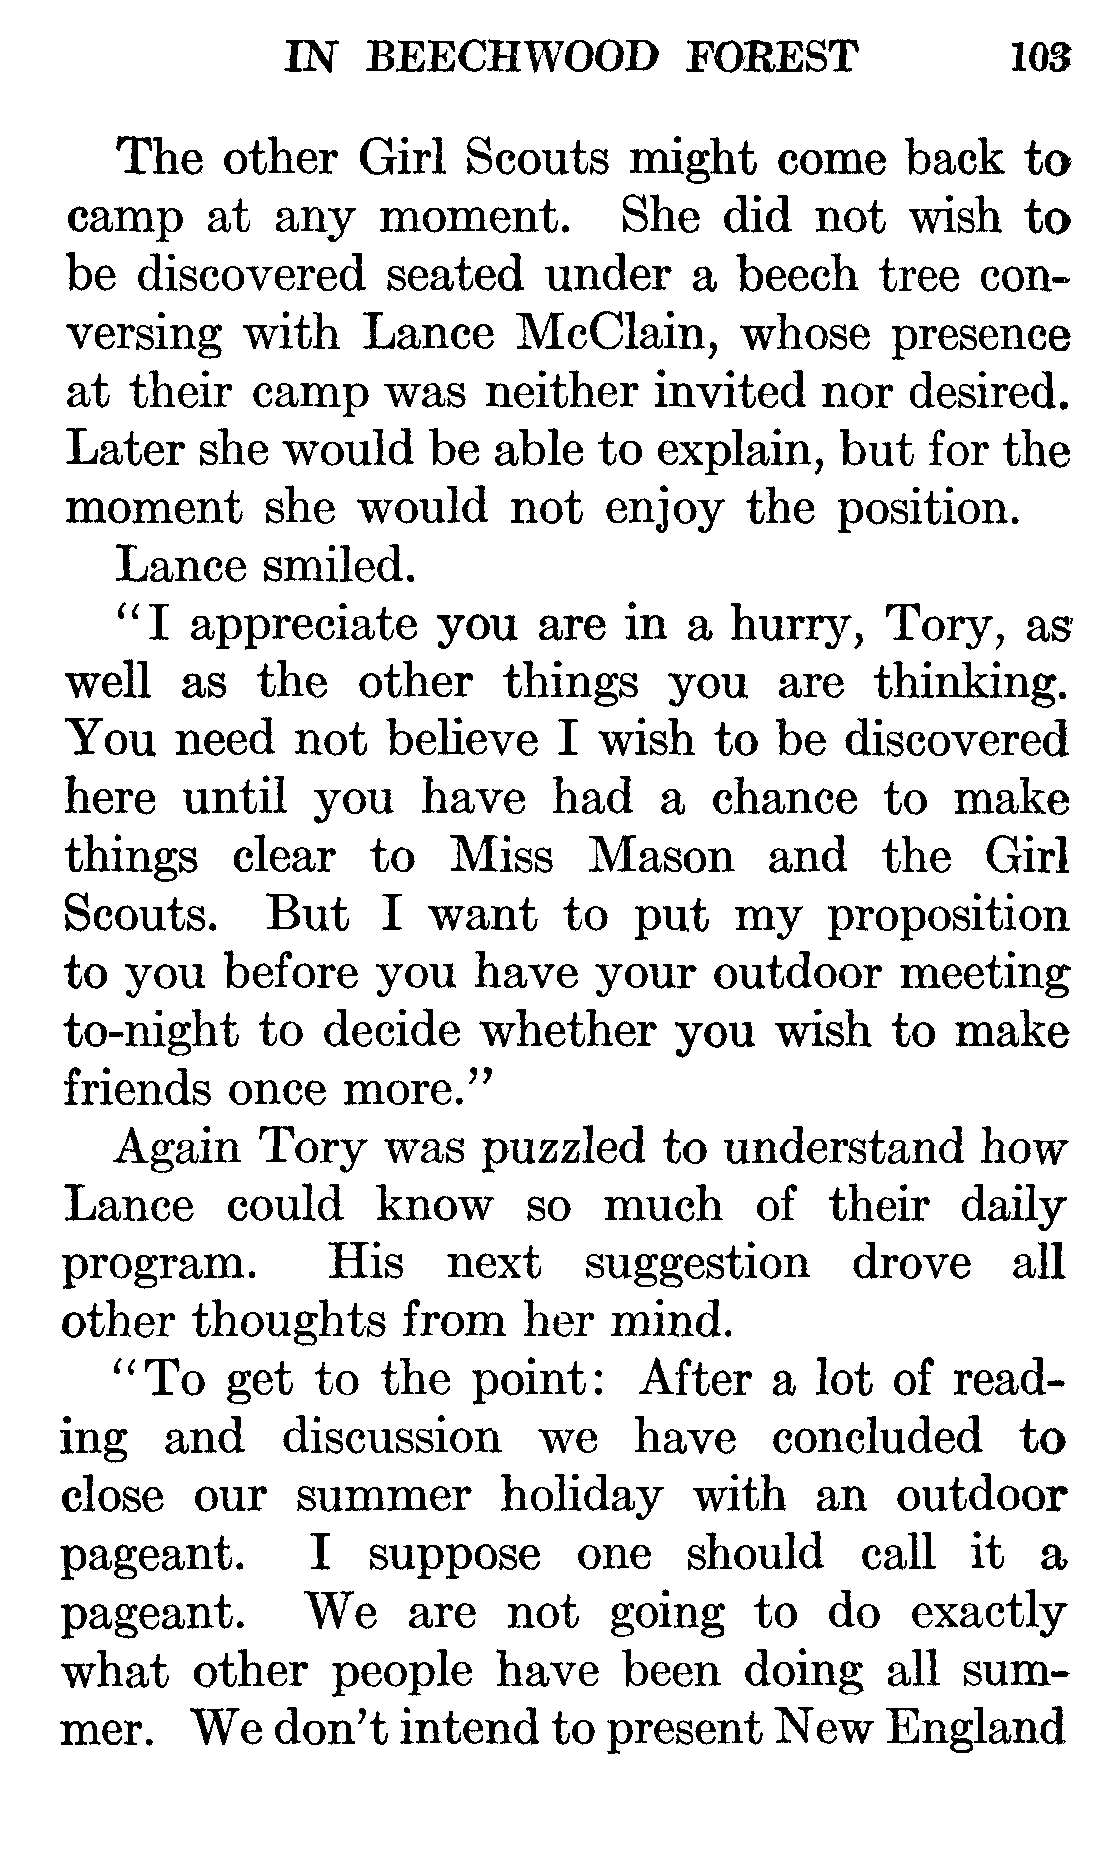 IN BEECHWOOD FOREST 103
The other Girl Scouts might come back to
camp at any moment. She did not wish to
be discovered seated under a beech tree con-
versing with Lance McClain, whose presence
at their camp was neither invited nor desired.
Later she would be able to explain, but for the
moment she would not enjoy the position.
Lance smiled.
"I appreciate you are in a hurry, Tory, as
well as the other things you are thinking.
You need not believe I wish to be discovered
here until you have had a chance to make
things clear to Miss Mason and the Girl
Scouts. But I want to put my proposition
to you before you have your outdoor meeting
to-night to decide whether you wish to make
friends once more."
Again Tory was puzzled to understand how
Lance could know so much of their daily
program. His next suggestion drove all
other thoughts from her mind.
"To get to the point: After a lot of read-
ing and discussion we have concluded to
close our summer holiday with an outdoor
pageant. I suppose one should call it a
pageant. We are not going to do exactly
what other people have been doing all sum-
mer. We don't intend to present New England